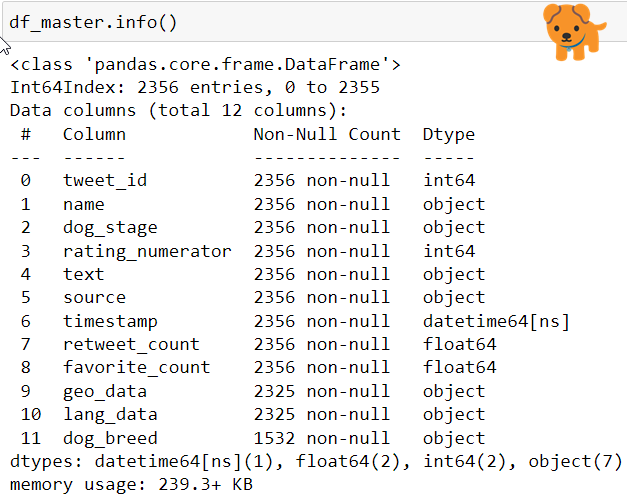 df_master.info()
<class 'pandas.core.frame.DataFrame'>
Int64Index: 2356 entries, 0 to 2355
Data columns (total 12 columns):
 #   Column            Non-Null Count  Dtype
---  ------            --------------  -----
 0   tweet_id          2356 non-null   int64
 1   name              2356 non-null   object
 2   dog_stage         2356 non-null   object
 3   rating_numerator  2356 non-null   int64
 4   text              2356 non-null   object
 5   source            2356 non-null   object
 6   timestamp         2356 non-null   datetime64[ns]
 7   retweet_count     2356 non-null   float64
 8   favorite_count    2356 non-null   float64
 9   geo_data          2325 non-null   object
 10  lang_data         2325 non-null   object
 11  dog_breed         1532 non-null   object
dtypes: datetime64[ns](1), float64(2), int64(2), object(7)
memory usage: 239.3+ KB